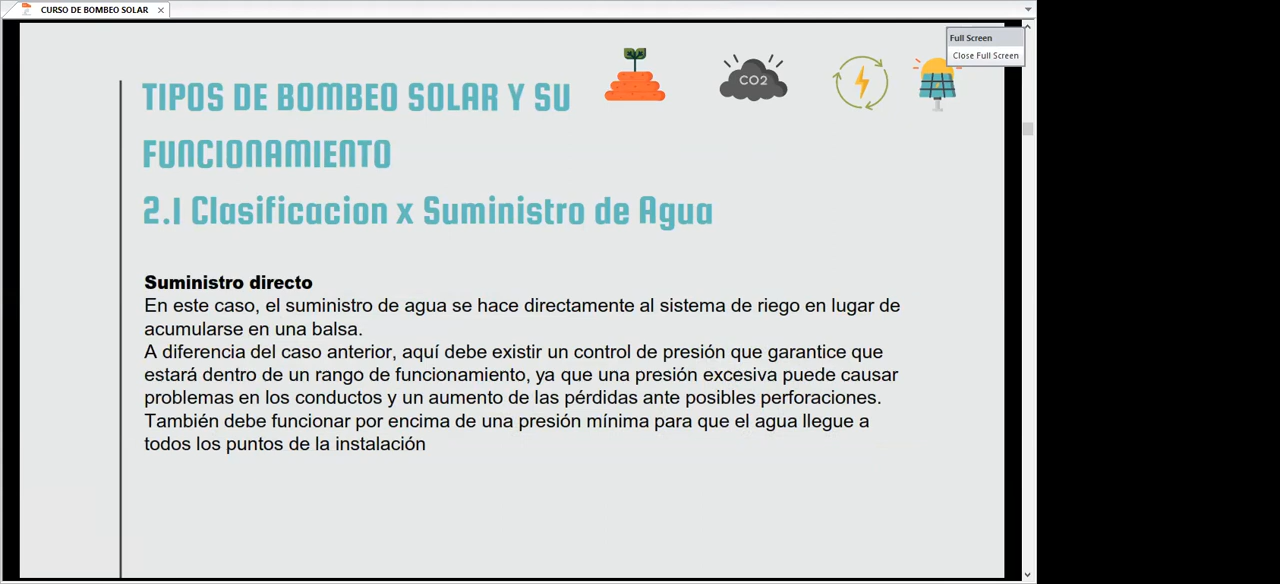 CURSO DE BOMBEO SOLAR
Full Screen
Close Full Screen
CO2
TIPOS DE BOMBEO SOLAR Y SU
FUNCIONAMIENTO
2.1 Clasificacion x Suministro de Agua
Suministro directo
En este caso, el suministro de agua se hace directamente al sistema de riego en lugar de
acumularse en una balsa.
A diferencia del caso anterior, aquí debe existir un control de presión que garantice que
estará dentro de un rango de funcionamiento, ya que una presión excesiva puede causar
problemas en los conductos y un aumento de las pérdidas ante posibles perforaciones.
También debe funcionar por encima de una presión mínima para que el agua llegue a
todos los puntos de la instalación